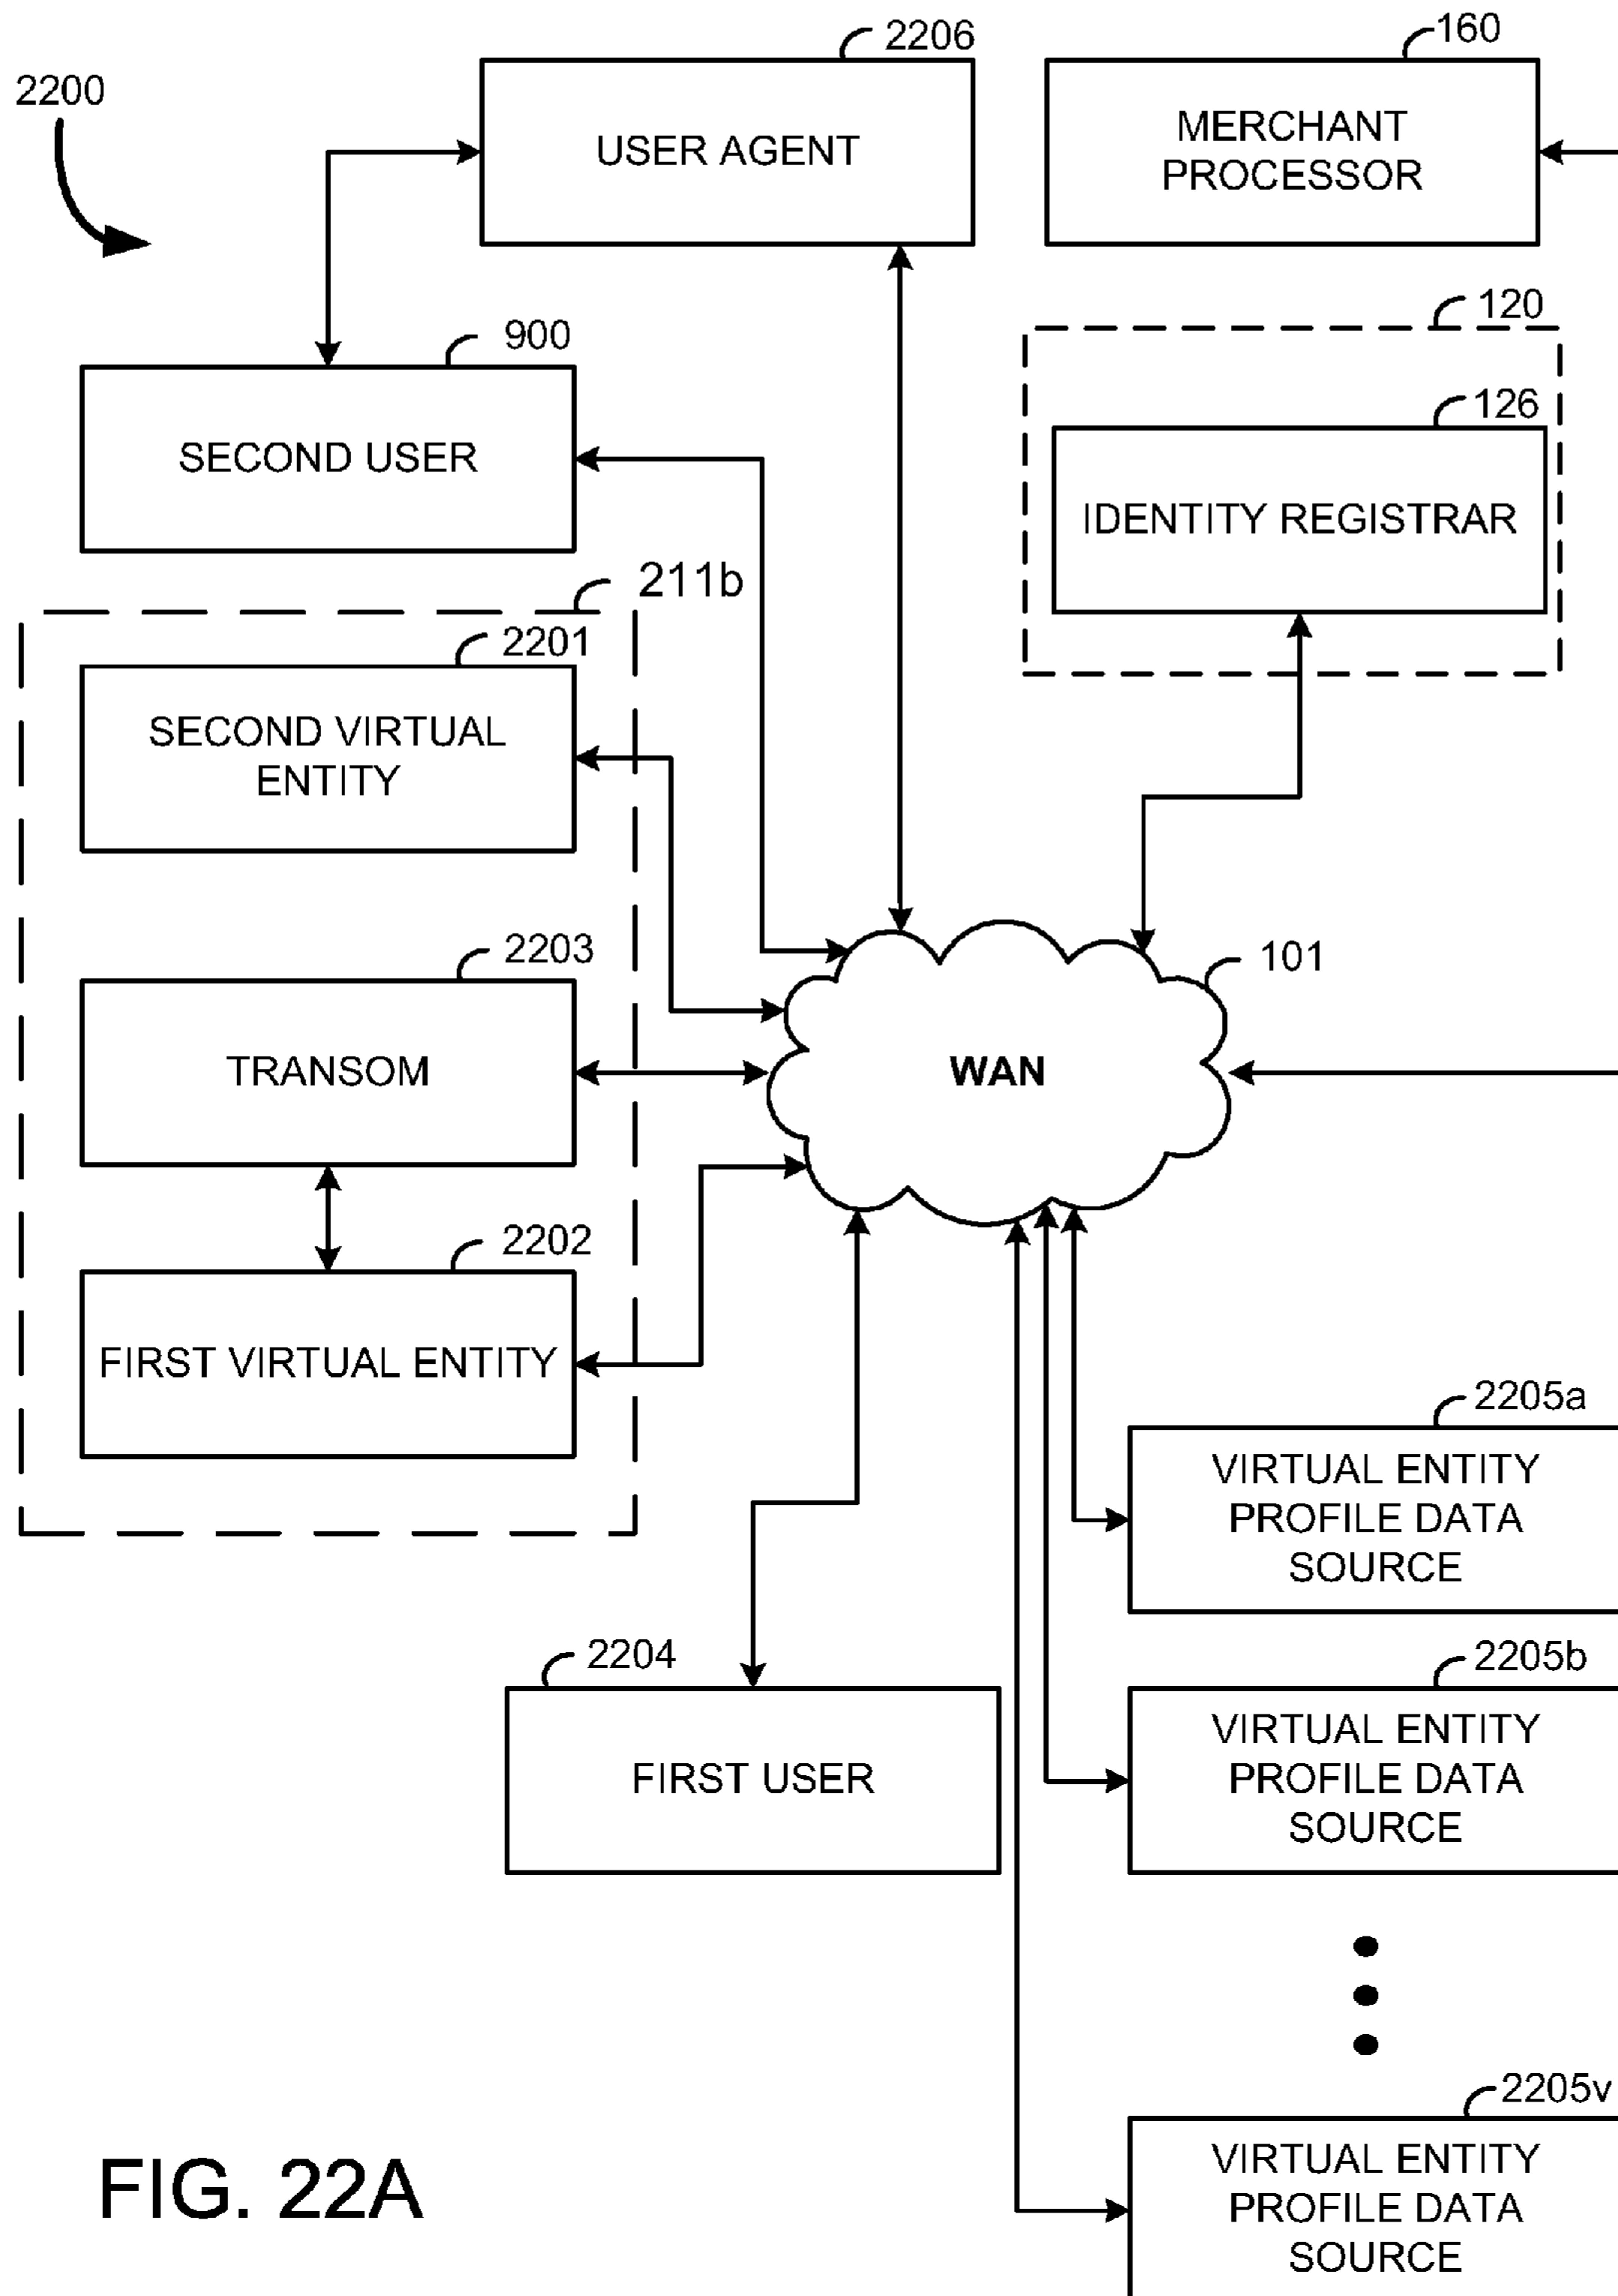 2206
160
2200
USER AGENT
MERCHANT
PROCESSOR
120
900
126
SECOND USER
IDENTITY REGISTRAR
211b
2201
SECOND VIRTUAL
ENTITY
2203
101
TRANSOM
WAN
2202
FIRST VIRTUAL ENTITY
2205a
VIRTUAL ENTITY
PROFILE DATA
SOURCE
2204
2205b
FIRST USER
VIRTUAL ENTITY
PROFILE DATA
SOURCE
2205v
VIRTUAL ENTITY
PROFILE DATA
SOURCE
FIG. 22A